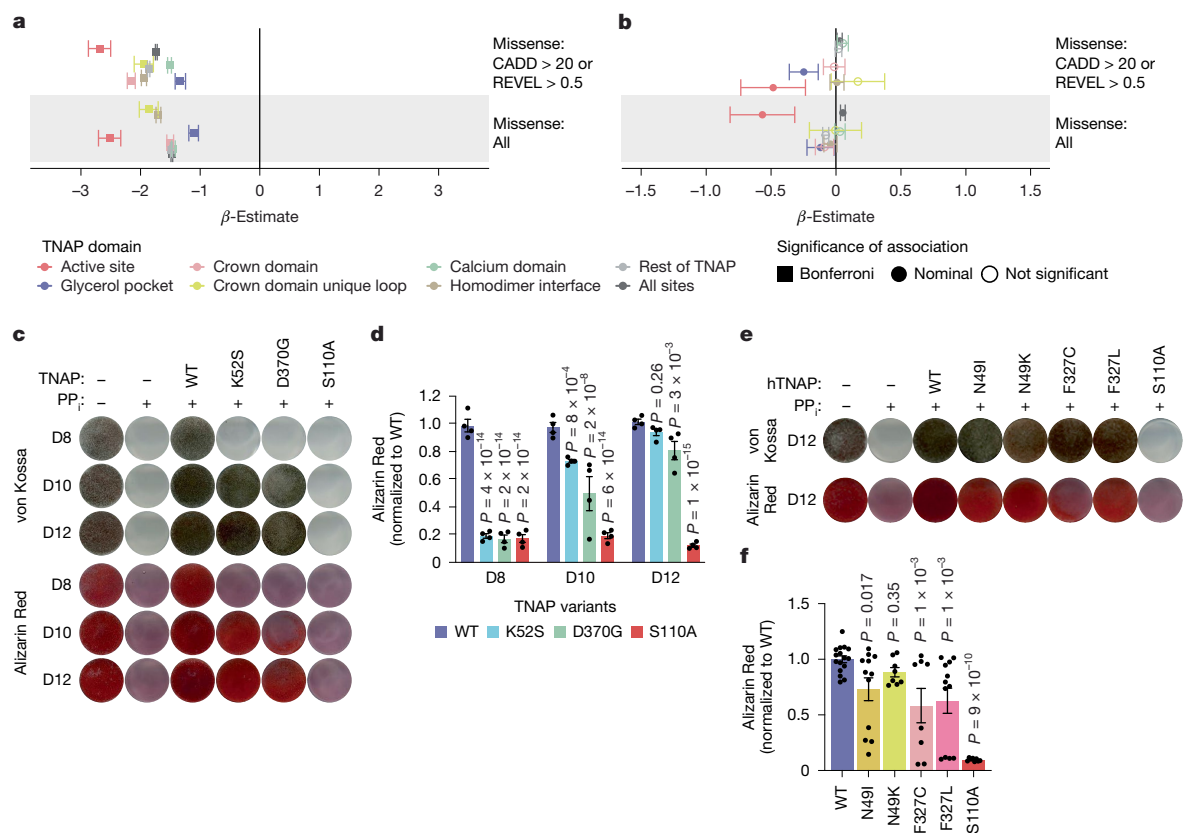 a
Missense:
CADD > 20 or
REVEL > 0.5
Missense:
All
−3
−2
−1
0
1
2
3
β-Estimate
b
Missense:
CADD > 20 or
REVEL > 0.5
Missense:
All
−1.5
−1.0
−0.5
0
0.5
1.0
1.5
β-Estimate
TNAP domain
Active site
Crown domain
Calcium domain
Rest of TNAP
Glycerol pocket
Crown domain unique loop
Homodimer interface
All sites
Significance of association
Bonferroni
Nominal
Not significant
c
TNAP: – – WT K52S D370G S110A
PPi: – + + + + +
von Kossa
D8
D10
D12
Alizarin Red
D8
D10
D12
d
Alizarin Red
(normalized to WT)
1.2
1.0
0.8
0.6
0.4
0.2
0
P = 4 × 10−14
P = 2 × 10−14
P = 2 × 10−14
P = 8 × 10−4
P = 2 × 10−8
P = 6 × 10−14
P = 0.26
P = 3 × 10−3
P = 1 × 10−15
D8
D10
D12
TNAP variants
WT
K52S
D370G
S110A
e
hTNAP: – – WT N49I N49K F327C F327L S110A
PPi: – + + + + + + +
von
Kossa
D12
Alizarin
Red
D12
f
Alizarin Red
(normalized to WT)
1.5
1.0
0.5
0
P = 0.017
P = 0.35
P = 1 × 10−3
P = 1 × 10−3
P = 9 × 10−10
WT
N49I
N49K
F327C
F327L
S110A